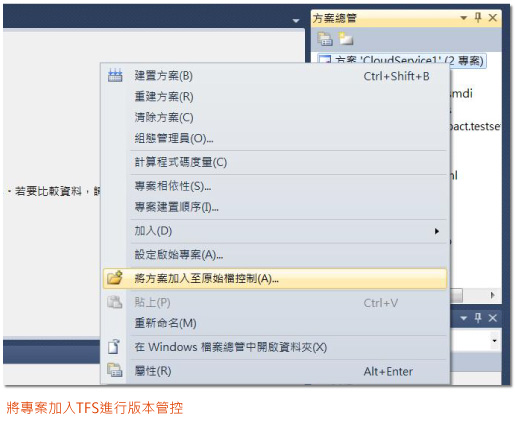 方案總管
方案 'CloudService1' (2 專案)
建置方案(B) Ctrl+Shift+B
smdi
重建方案(R)
清除方案(C)
pact.testse
組態管理員(O)...
計算程式碼度量(C)
專案相依性(S)...
・若要比較資料，
專案建置順序(I)...
加入(D)
設定啟始專案(A)...
將方案加入至原始檔控制(A)...
貼上(P) Ctrl+V
重新命名(M)
在 Windows 檔案總管中開啟資料夾(X)
屬性(R) Alt+Enter
將專案加入TFS進行版本管控